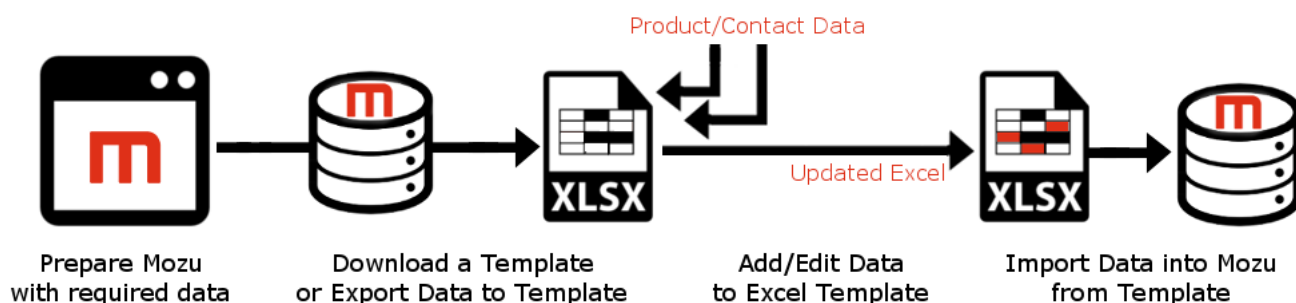 Product/Contact Data
m
m
m
XLSX
Updated Excel
XLSX
Prepare Mozu
with required data
Download a Template
or Export Data to Template
Add/Edit Data
to Excel Template
Import Data into Mozu
from Template